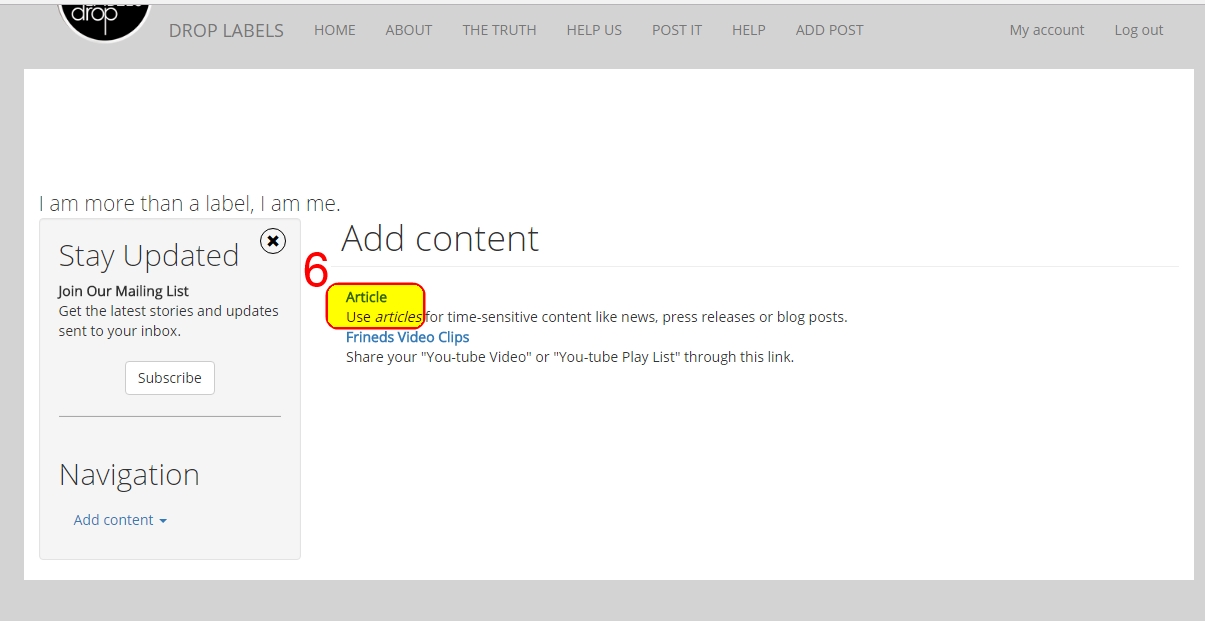 drop
DROP LABELS HOME ABOUT THE TRUTH HELP US POST IT HELP ADD POST My account Log out
I am more than a label, I am me.
Stay Updated
Join Our Mailing List
Get the latest stories and updates
sent to your inbox.
Subscribe
Navigation
Add content
Add content
6
Article
Use articles for time-sensitive content like news, press releases or blog posts.
Frineds Video Clips
Share your "You-tube Video" or "You-tube Play List" through this link.